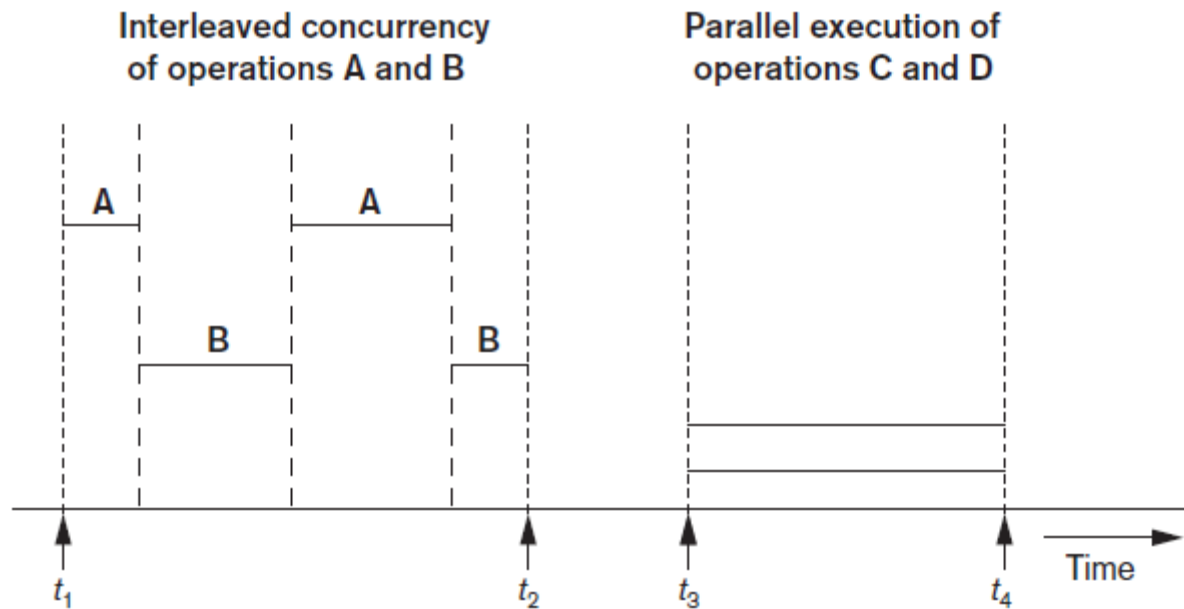 Interleaved concurrency
of operations A and B
Parallel execution of
operations C and D
A
A
B
B
t₁
t₂
t₃
t₄
Time